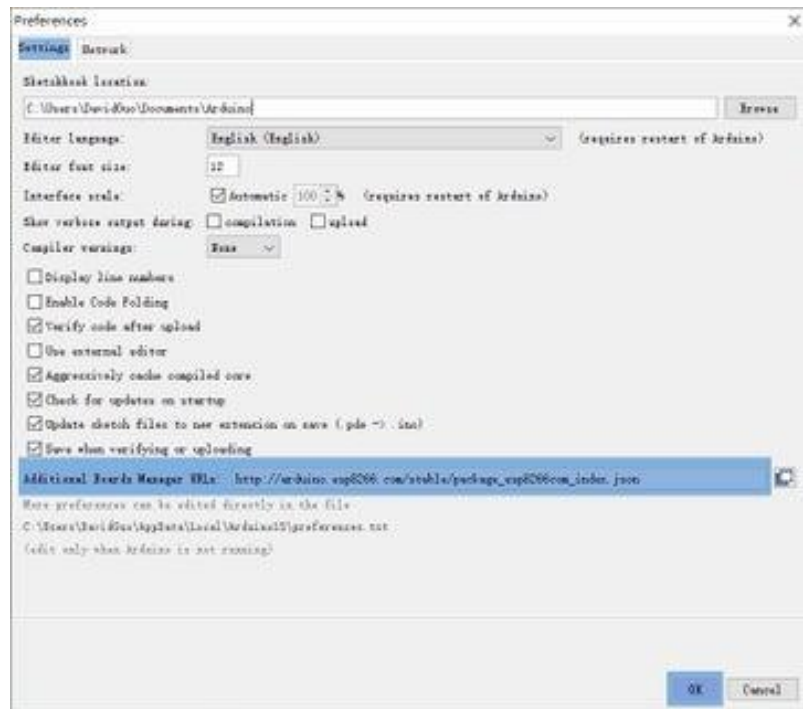 Preferences
Settings Network
Sketchbook location:
C:\Users\DavidGuo\Documents\Arduino Browse
Editor language: English (English) (requires restart of Arduino)
Editor font size: 12
Interface scale: Automatic 100 % (requires restart of Arduino)
Show verbose output during: compilation upload
Compiler warnings: None
Display line numbers
Enable Code Folding
Verify code after upload
Use external editor
Aggressively cache compiled core
Check for updates on startup
Update sketch files to new extension on save (.pde -> .ino)
Save when verifying or uploading
Additional Boards Manager URLs: http://arduino.esp8266.com/stable/package_esp8266com_index.json
More preferences can be edited directly in the file
C:\Users\DavidGuo\AppData\Local\Arduino15\preferences.txt
(edit only when Arduino is not running)
OK Cancel